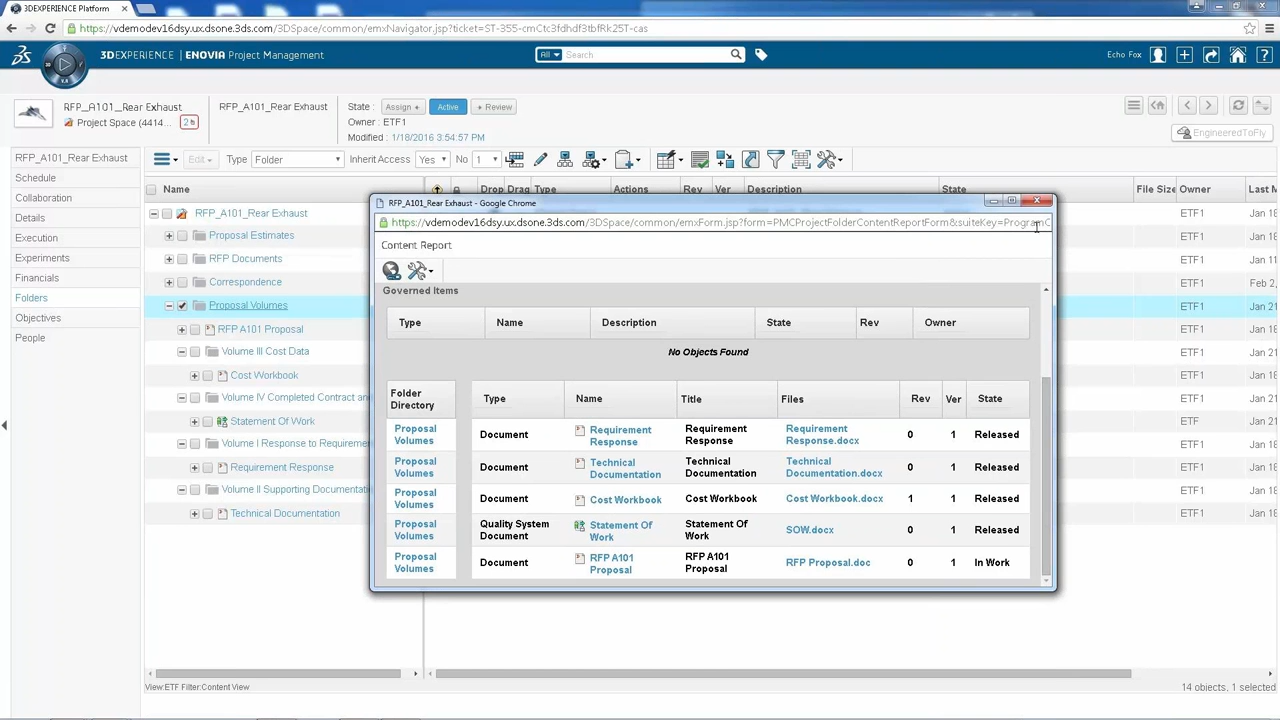 3DEXPERIENCE Platform
https://vdemodev16dsy.ux.dsone.3ds.com/3DSpace/common/emxNavigator.jsp?ticket=ST-355-cmCtc3fdhdf3tbfRk25T-cas
3DEXPERIENCE | ENOVIA Project Management
All
Search
Echo Fox
RFP_A101_Rear Exhaust
Project Space (4414...
2
RFP_A101_Rear Exhaust
State : Assign + Active + Review
Owner : ETF1
Modified : 1/18/2016 3:54:57 PM
EngineeredToFly
RFP_A101_Rear Exhaust
Schedule
Collaboration
Details
Execution
Experiments
Financials
Folders
Objectives
People
Edit Type Folder Inherit Access Yes No 1
Name Drop Drag Type Actions Rev Ver Description State File Size Owner Last M
RFP_A101_Rear Exhaust ETF1 Jan 18
Proposal Estimates ETF1 Jan 18
RFP Documents ETF1 Jan 11
Correspondence ETF1 Feb 2,
Proposal Volumes ETF1 Jan 21
RFP A101 Proposal ETF1 Jan 18
Volume III Cost Data ETF1 Jan 21
Cost Workbook ETF1 Jan 18
Volume IV Completed Contract and ETF1 Jan 21
Statement Of Work ETF Jan 18
Volume I Response to Requiremen ETF1 Jan 21
Requirement Response ETF1 Jan 18
Volume II Supporting Documentati ETF1 Jan 21
Technical Documentation ETF1 Jan 18
RFP_A101_Rear Exhaust - Google Chrome
https://vdemodev16dsy.ux.dsone.3ds.com/3DSpace/common/emxForm.jsp?form=PMCProjectFolderContentReportForm&suiteKey=ProgramC
Content Report
Governed Items
Type Name Description State Rev Owner
No Objects Found
Folder Directory Type Name Title Files Rev Ver State
Proposal Volumes Document Requirement Response Requirement Response Requirement Response.docx 0 1 Released
Proposal Volumes Document Technical Documentation Technical Documentation Technical Documentation.docx 0 1 Released
Proposal Volumes Document Cost Workbook Cost Workbook Cost Workbook.docx 1 1 Released
Proposal Volumes Quality System Document Statement Of Work Statement Of Work SOW.docx 0 1 Released
Proposal Volumes Document RFP A101 Proposal RFP A101 Proposal RFP Proposal.doc 0 1 In Work
View:ETF Filter:Content View
14 objects, 1 selected